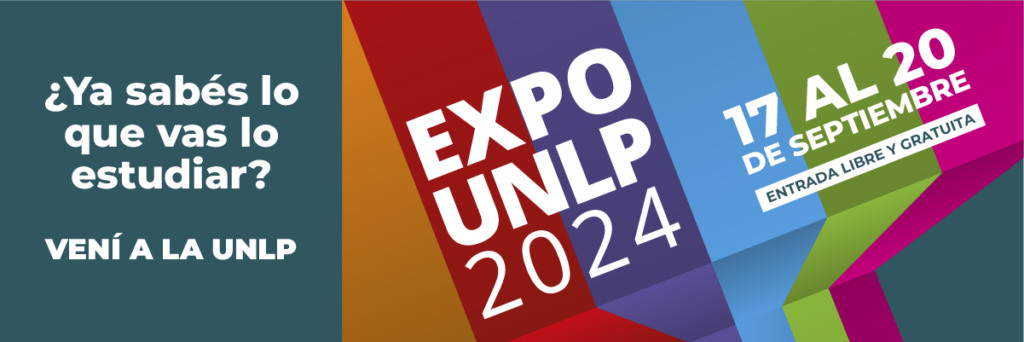 ¿Ya sabés lo
que vas lo
estudiar?
VENÍ A LA UNLP
EXPO
UNLP
2024
17 AL 20
DE SEPTIEMBRE
ENTRADA LIBRE Y GRATUITA